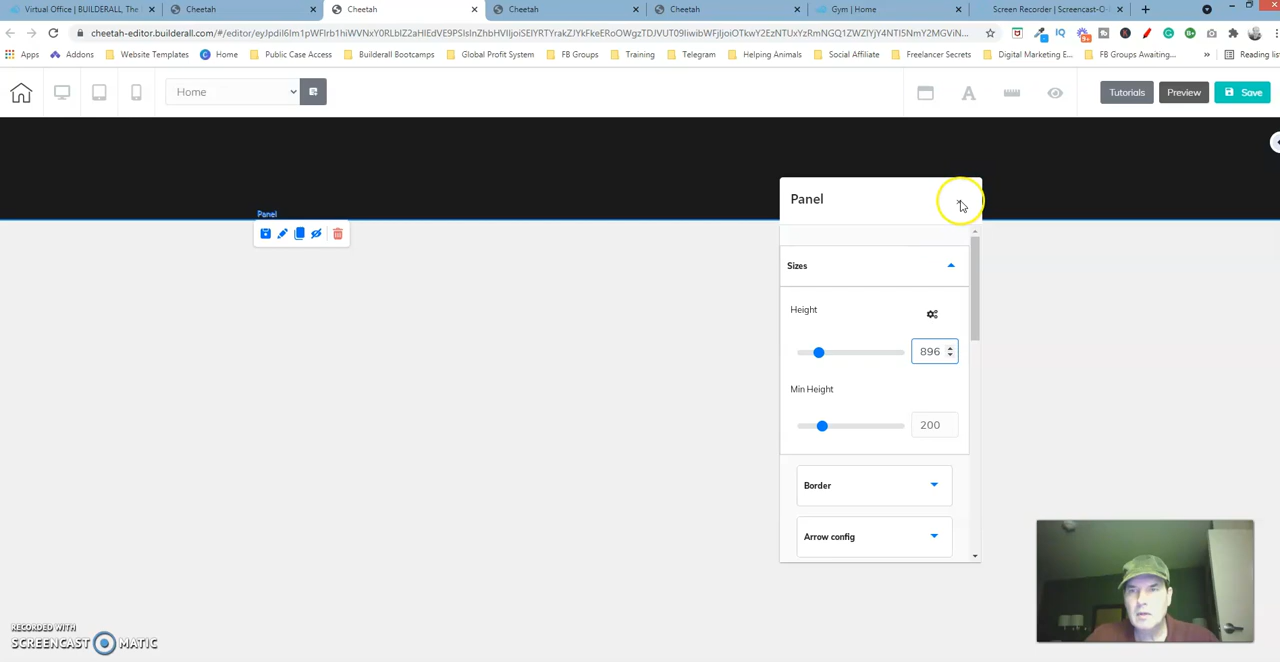 Virtual Office | BUILDERALL, The
Cheetah
Cheetah
Cheetah
Cheetah
Gym | Home
Screen Recorder | Screencast-O-
Apps
Addons
Website Templates
Home
Public Case Access
Builderall Bootcamps
Global Profit System
FB Groups
Training
Telegram
Helping Animals
Social Affiliate
Freelancer Secrets
Digital Marketing E...
FB Groups Awaiting...
Reading list
Home
Tutorials
Preview
Save
Panel
Panel
Sizes
Height
896
Min Height
200
Border
Arrow config
RECORDED WITH
SCREENCAST MATIC